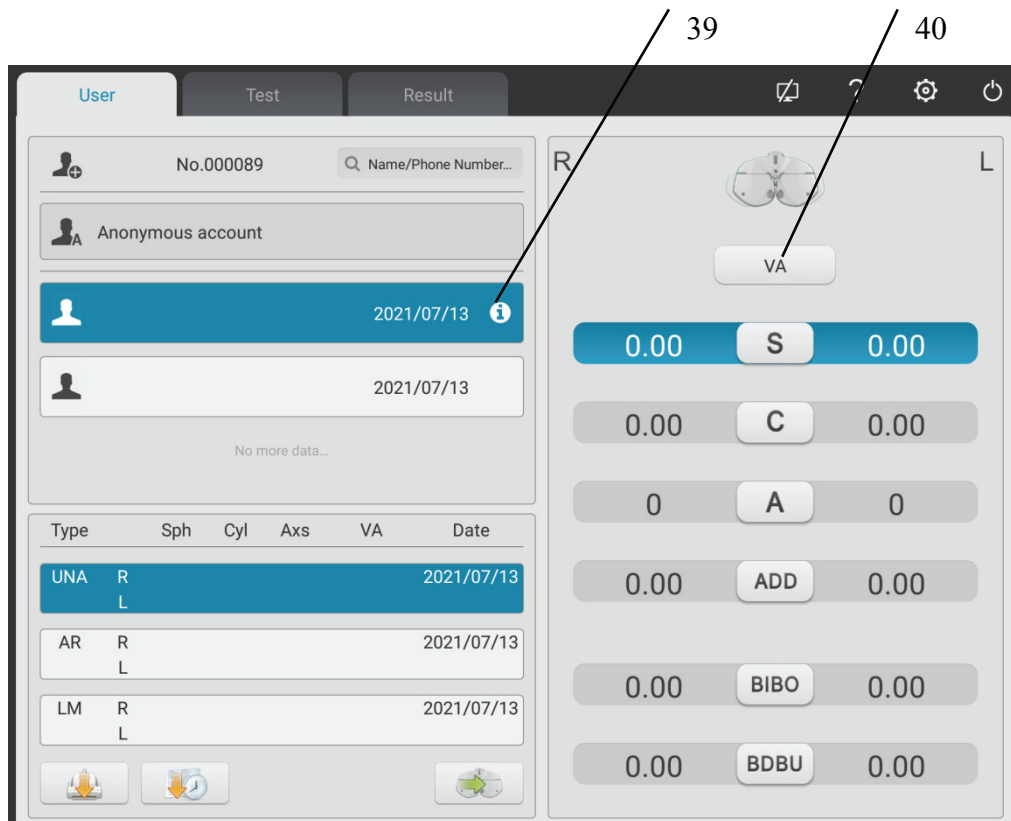 39 40
User Test Result ?
No.000089 Name/Phone Number...
A Anonymous account
2021/07/13 i
2021/07/13
No more data...
Type Sph Cyl Axs VA Date
UNA R 2021/07/13
L
AR R 2021/07/13
L
LM R 2021/07/13
L
R L
VA
0.00 S 0.00
0.00 C 0.00
0 A 0
0.00 ADD 0.00
0.00 BIBO 0.00
0.00 BDBU 0.00